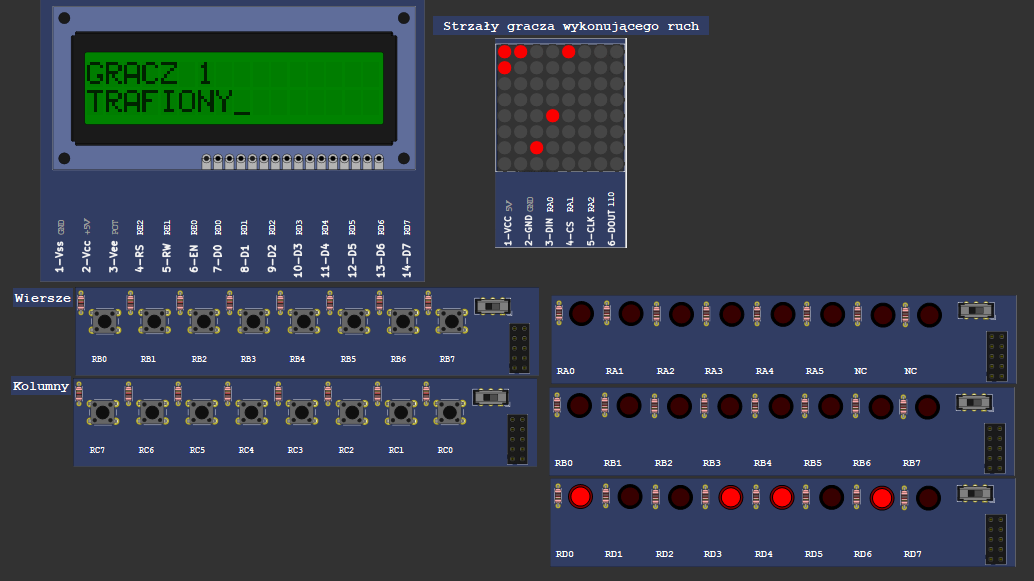 Strzały gracza wykonującego ruch
GRACZ 1
TRAFIONY_
1-Vss GND
2-Vcc +5V
3-Vee POT
4-RS RE2
5-RW RE1
6-EN RE0
7-D0 RD0
8-D1 RD1
9-D2 RD2
10-D3 RD3
11-D4 RD4
12-D5 RD5
13-D6 RD6
14-D7 RD7
1-VCC 5V
2-GND GND
3-DIN RA0
4-CS RA1
5-CLK RA2
6-DOUT 110
Wiersze
RB0 RB1 RB2 RB3 RB4 RB5 RB6 RB7
Kolumny
RC7 RC6 RC5 RC4 RC3 RC2 RC1 RC0
RA0 RA1 RA2 RA3 RA4 RA5 NC NC
RB0 RB1 RB2 RB3 RB4 RB5 RB6 RB7
RD0 RD1 RD2 RD3 RD4 RD5 RD6 RD7